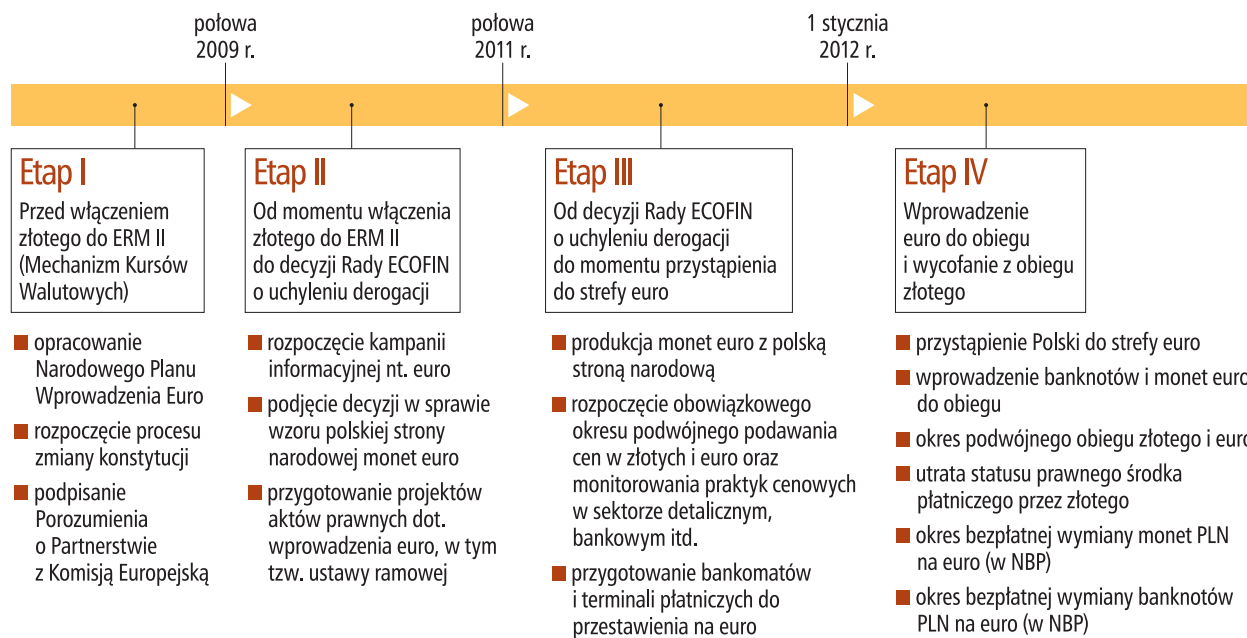 połowa
2009 r.
połowa
2011 r.
1 stycznia
2012 r.
Etap I
Przed włączeniem
złotego do ERM II
(Mechanizm Kursów
Walutowych)
opracowanie
Narodowego Planu
Wprowadzenia Euro
rozpoczęcie procesu
zmiany konstytucji
podpisanie
Porozumienia
o Partnerstwie
z Komisją Europejską
Etap II
Od momentu włączenia
złotego do ERM II
do decyzji Rady ECOFIN
o uchyleniu derogacji
rozpoczęcie kampanii
informacyjnej nt. euro
podjęcie decyzji w sprawie
wzoru polskiej strony
narodowej monet euro
przygotowanie projektów
aktów prawnych dot.
wprowadzenia euro, w tym
tzw. ustawy ramowej
Etap III
Od decyzji Rady ECOFIN
o uchyleniu derogacji
do momentu przystąpienia
do strefy euro
produkcja monet euro z polską
stroną narodową
rozpoczęcie obowiązkowego
okresu podwójnego podawania
cen w złotych i euro oraz
monitorowania praktyk cenowych
w sektorze detalicznym,
bankowym itd.
przygotowanie bankomatów
i terminali płatniczych do
przestawienia na euro
Etap IV
Wprowadzenie
euro do obiegu
i wycofanie z obiegu
złotego
przystąpienie Polski do strefy euro
wprowadzenie banknotów i monet euro
do obiegu
okres podwójnego obiegu złotego i euro
utrata statusu prawnego środka
płatniczego przez złotego
okres bezpłatnej wymiany monet PLN
na euro (w NBP)
okres bezpłatnej wymiany banknotów
PLN na euro (w NBP)